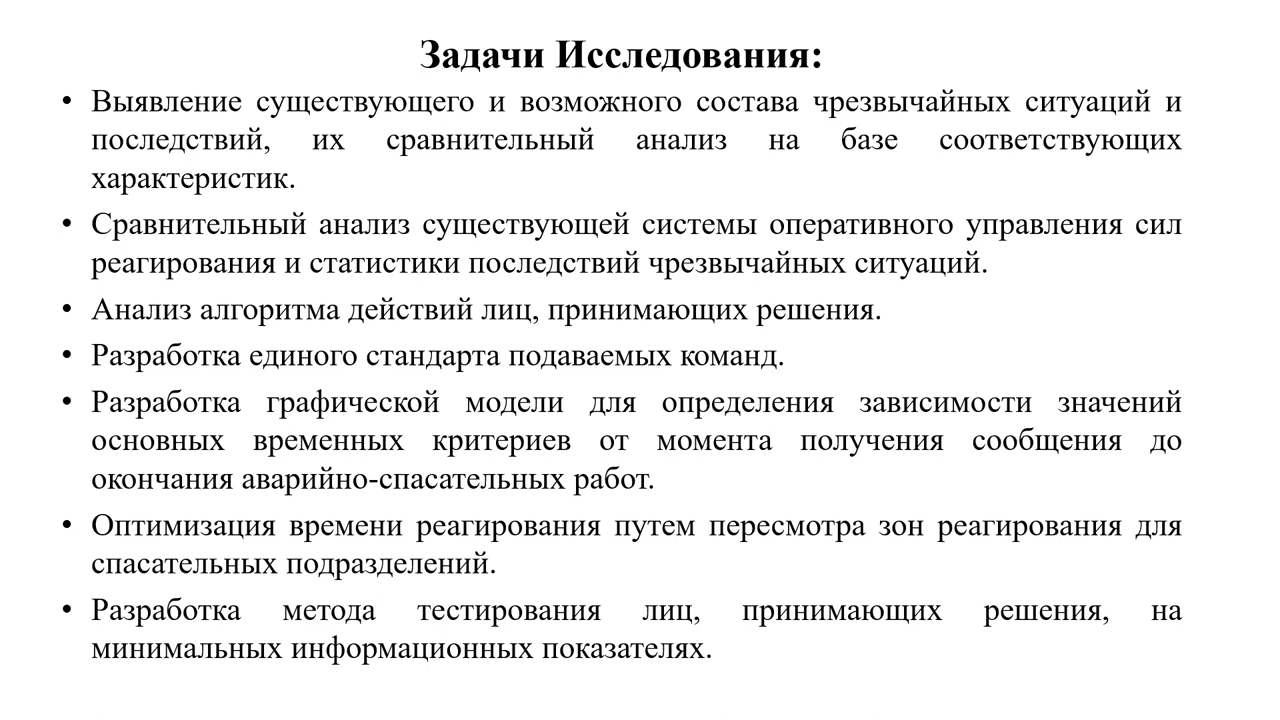 Задачи Исследования:
• Выявление существующего и возможного состава чрезвычайных ситуаций и
последствий, их сравнительный анализ на базе соответствующих
характеристик.
• Сравнительный анализ существующей системы оперативного управления сил
реагирования и статистики последствий чрезвычайных ситуаций.
• Анализ алгоритма действий лиц, принимающих решения.
• Разработка единого стандарта подаваемых команд.
• Разработка графической модели для определения зависимости значений
основных временных критериев от момента получения сообщения до
окончания аварийно-спасательных работ.
• Оптимизация времени реагирования путем пересмотра зон реагирования для
спасательных подразделений.
• Разработка метода тестирования лиц, принимающих решения, на
минимальных информационных показателях.